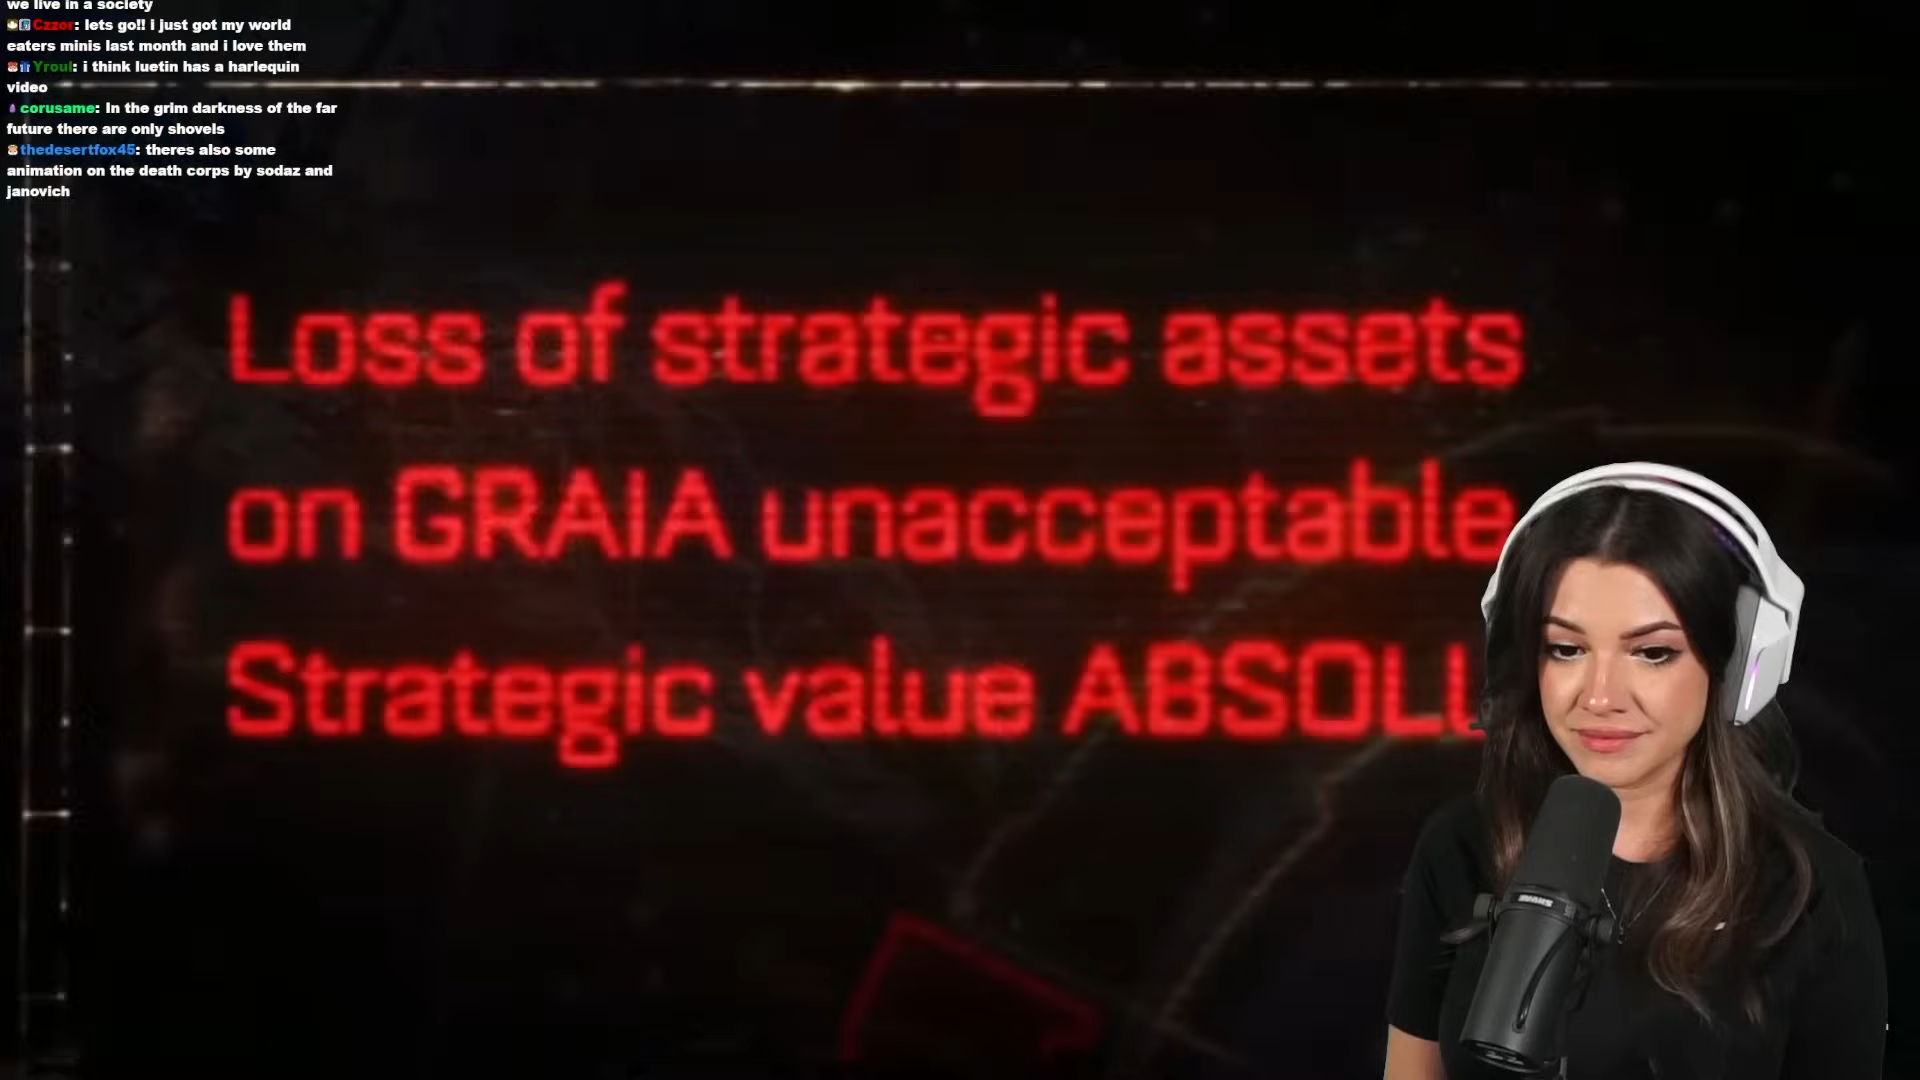 we live in a society
Czzor: lets go!! i just got my world
eaters minis last month and i love them
Yroul: i think luetin has a harlequin
video
corusame: In the grim darkness of the far
future there are only shovels
thedesertfox45: theres also some
animation on the death corps by sodaz and
janovich
Loss of strategic assets
on GRAIA unacceptable
Strategic value ABSOLU
SHURE